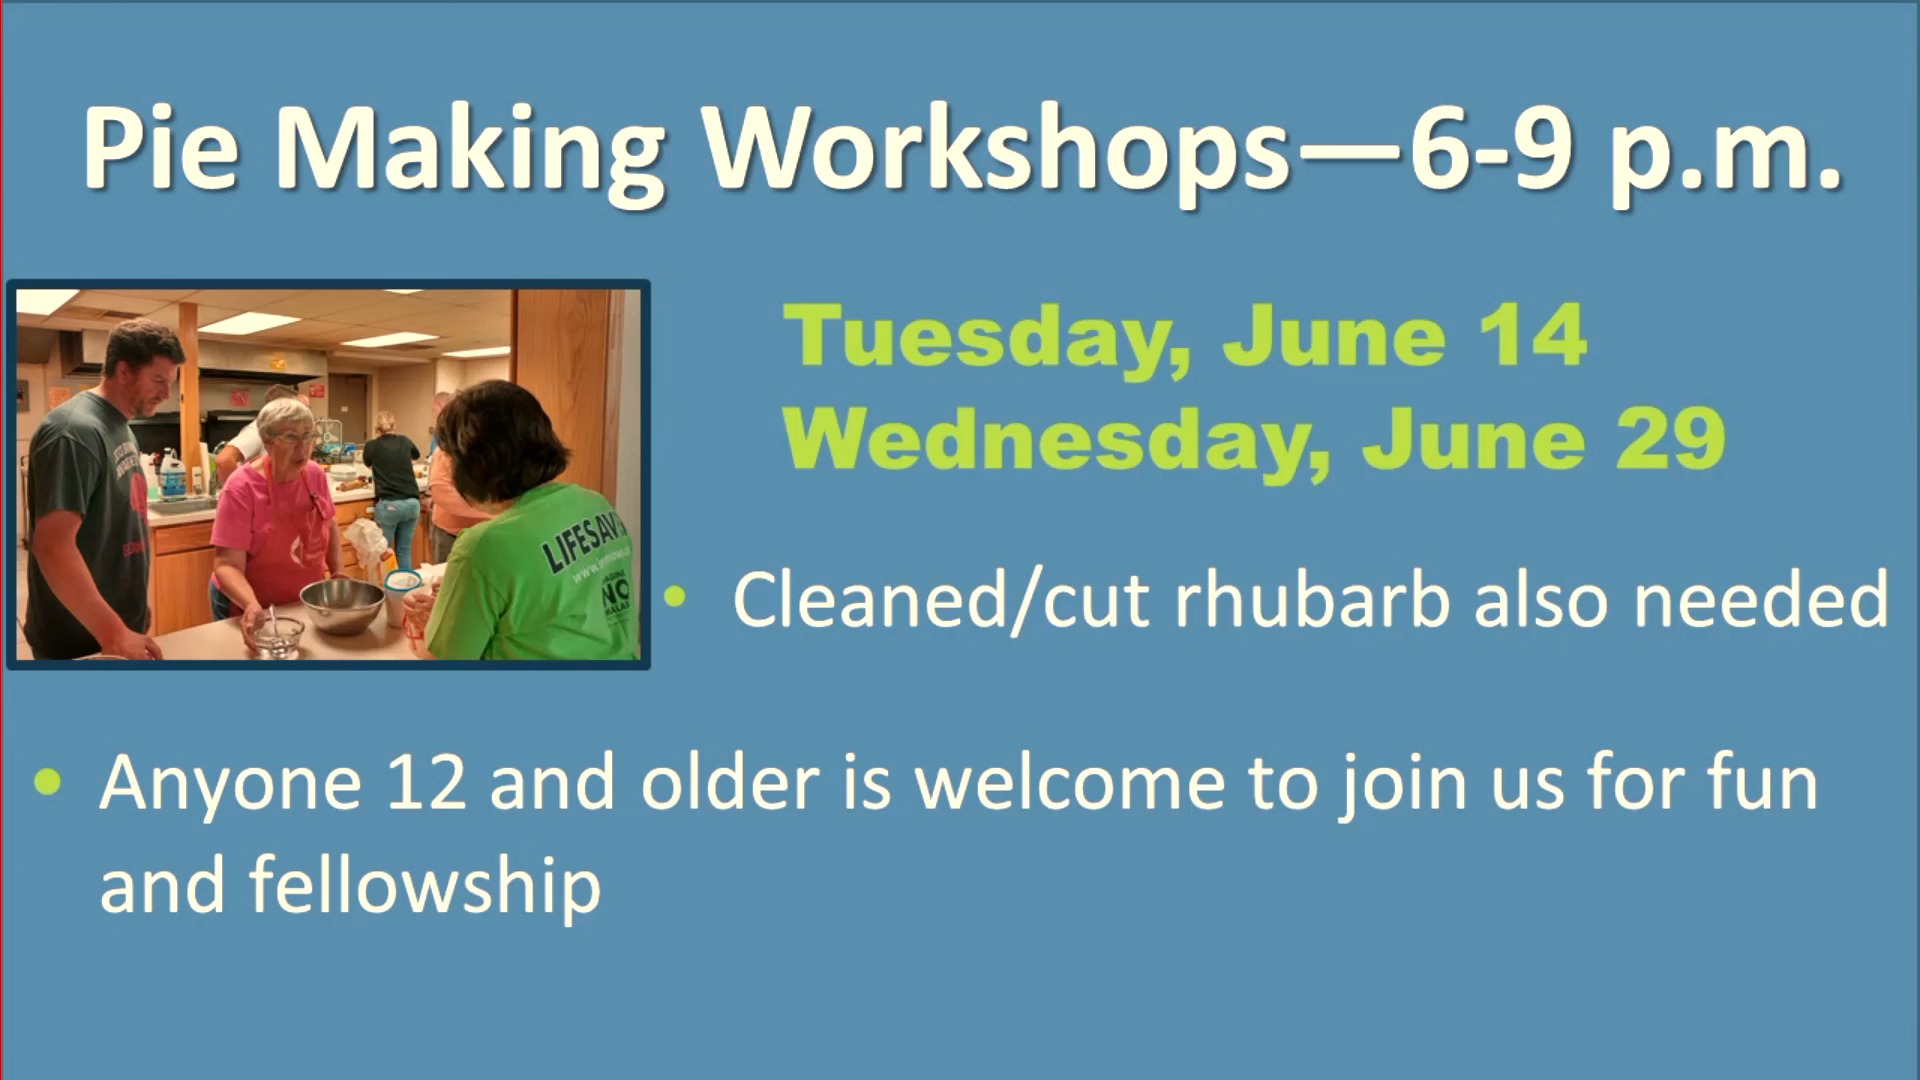 Pie Making Workshops—6-9 p.m.
Tuesday, June 14
Wednesday, June 29
• Cleaned/cut rhubarb also needed
• Anyone 12 and older is welcome to join us for fun
and fellowship
NO